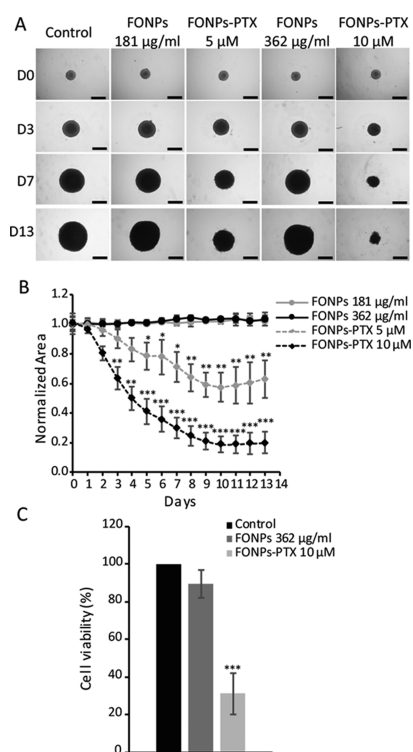 A
Control
FONPs
181 µg/ml
FONPs-PTX
5 µM
FONPs
362 µg/ml
FONPs-PTX
10 µM
D0
D3
D7
D13
B
1.2
1.0
0.8
0.6
0.4
0.2
0.0
Normalized Area
0 1 2 3 4 5 6 7 8 9 10 11 12 13 14
Days
FONPs 181 µg/ml
FONPs 362 µg/ml
FONPs-PTX 5 µM
FONPs-PTX 10 µM
* * * ** ** ** ** ** **
** ** *** *** *** *** *** *** *** *** ***
C
120
100
80
60
40
20
0
Cell viability (%)
Control
FONPs 362 µg/ml
FONPs-PTX 10 µM
***